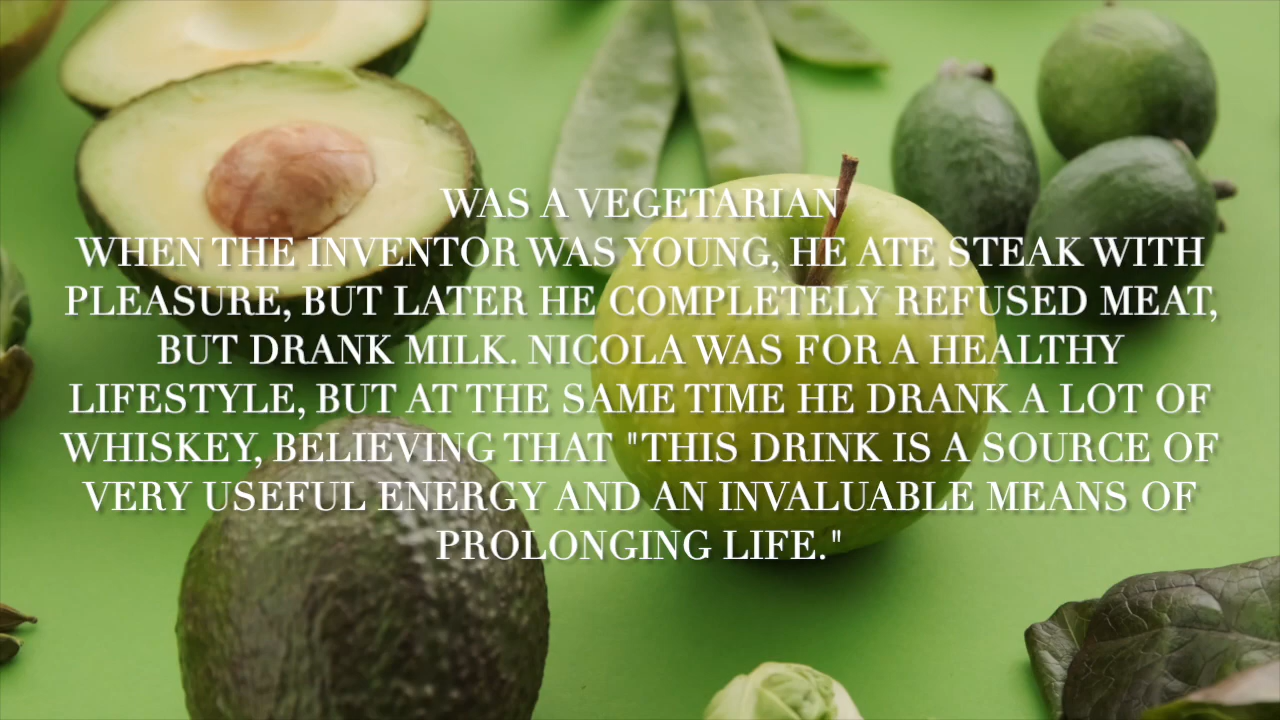 WAS A VEGETARIAN
WHEN THE INVENTOR WAS YOUNG, HE ATE STEAK WITH
PLEASURE, BUT LATER HE COMPLETELY REFUSED MEAT,
BUT DRANK MILK. NICOLA WAS FOR A HEALTHY
LIFESTYLE, BUT AT THE SAME TIME HE DRANK A LOT OF
WHISKEY, BELIEVING THAT "THIS DRINK IS A SOURCE OF
VERY USEFUL ENERGY AND AN INVALUABLE MEANS OF
PROLONGING LIFE."